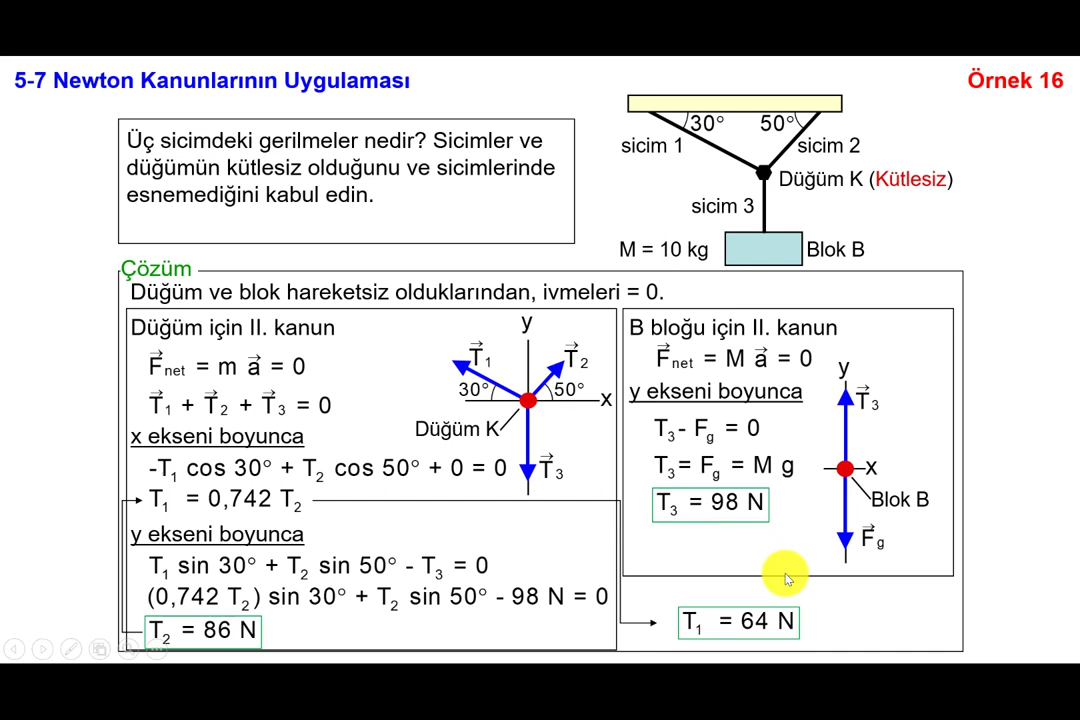 5-7 Newton Kanunlarının Uygulaması
Örnek 16
Üç sicimdeki gerilmeler nedir? Sicimler ve
düğümün kütlesiz olduğunu ve sicimlerinde
esnemediğini kabul edin.
30° 50°
sicim 1
sicim 2
Düğüm K (Kütlesiz)
sicim 3
M = 10 kg
Blok B
Çözüm
Düğüm ve blok hareketsiz olduklarından, ivmeleri = 0.
Düğüm için II. kanun
F⃗net = m a⃗ = 0
T⃗1 + T⃗2 + T⃗3 = 0
x ekseni boyunca
-T1 cos 30° + T2 cos 50° + 0 = 0
T1 = 0,742 T2
y ekseni boyunca
T1 sin 30° + T2 sin 50° - T3 = 0
(0,742 T2) sin 30° + T2 sin 50° - 98 N = 0
T2 = 86 N
y
T⃗1
T⃗2
30°
50°
x
Düğüm K
T⃗3
B bloğu için II. kanun
F⃗net = M a⃗ = 0
y ekseni boyunca
T3 - Fg = 0
T3 = Fg = M g
T3 = 98 N
y
T⃗3
x
Blok B
F⃗g
T1 = 64 N